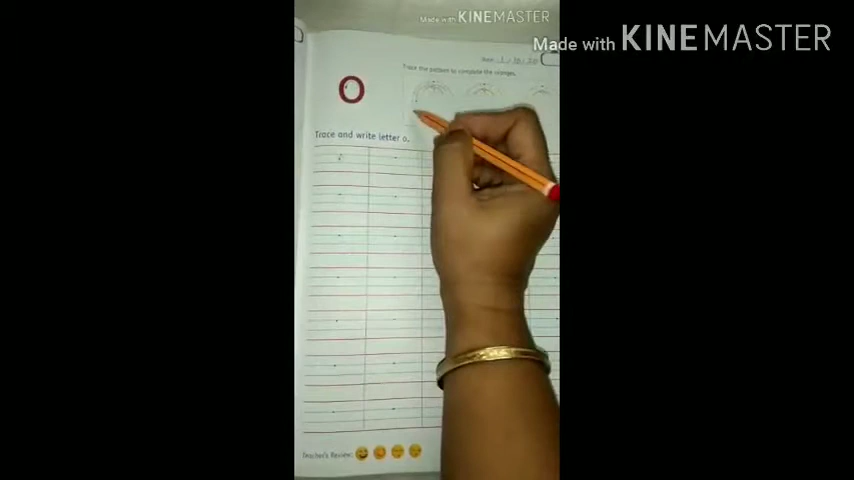 Made with KINEMASTER
Made with KINEMASTER
Trace the pattern to complete the oranges.
o
Trace and write letter o.
Teacher's Review: